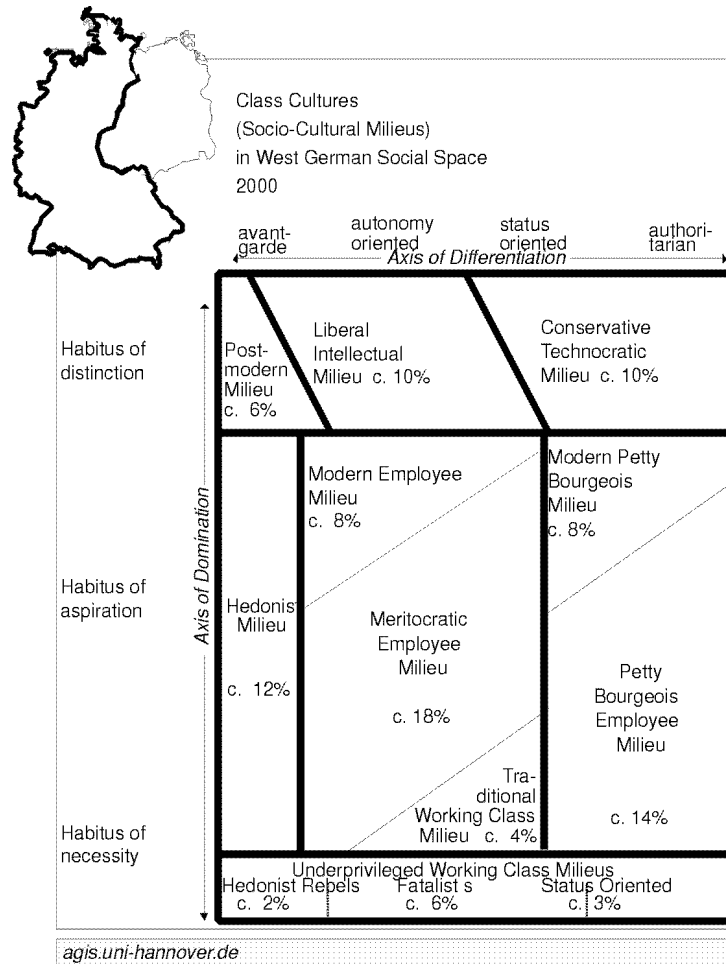 Class Cultures
(Socio-Cultural Milieus)
in West German Social Space
2000
avant-
garde
autonomy
oriented
status
oriented
authori-
tarian
Axis of Differentiation
Axis of Domination
Habitus of
distinction
Post-
modern
Milieu
c. 6%
Liberal
Intellectual
Milieu c. 10%
Conservative
Technocratic
Milieu c. 10%
Habitus of
aspiration
Hedonist
Milieu
c. 12%
Modern Employee
Milieu
c. 8%
Meritocratic
Employee
Milieu
c. 18%
Tra-
ditional
Working Class
Milieu c. 4%
Modern Petty
Bourgeois
Milieu
c. 8%
Petty
Bourgeois
Employee
Milieu
c. 14%
Habitus of
necessity
Underprivileged Working Class Milieus
Hedonist Rebels
c. 2%
Fatalist s
c. 6%
Status Oriented
c. 3%
agis.uni-hannover.de